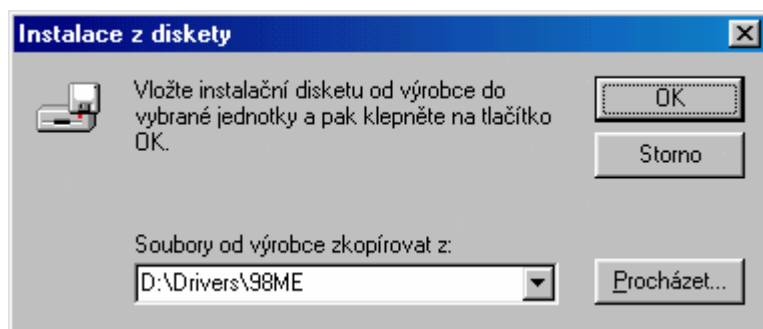 Instalace z diskety
Vložte instalační disketu od výrobce do
vybrané jednotky a pak klepněte na tlačítko
OK.
OK
Storno
Soubory od výrobce zkopírovat z:
D:\Drivers\98ME
Procházet...